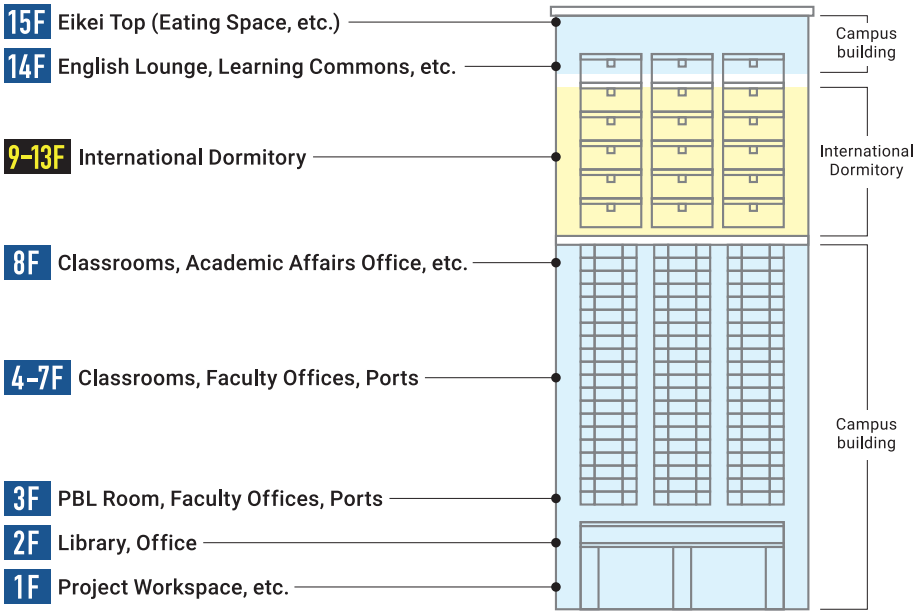 15F Eikei Top (Eating Space, etc.)
14F English Lounge, Learning Commons, etc.
9-13F International Dormitory
8F Classrooms, Academic Affairs Office, etc.
4-7F Classrooms, Faculty Offices, Ports
3F PBL Room, Faculty Offices, Ports
2F Library, Office
1F Project Workspace, etc.
Campus
building
International
Dormitory
Campus
building